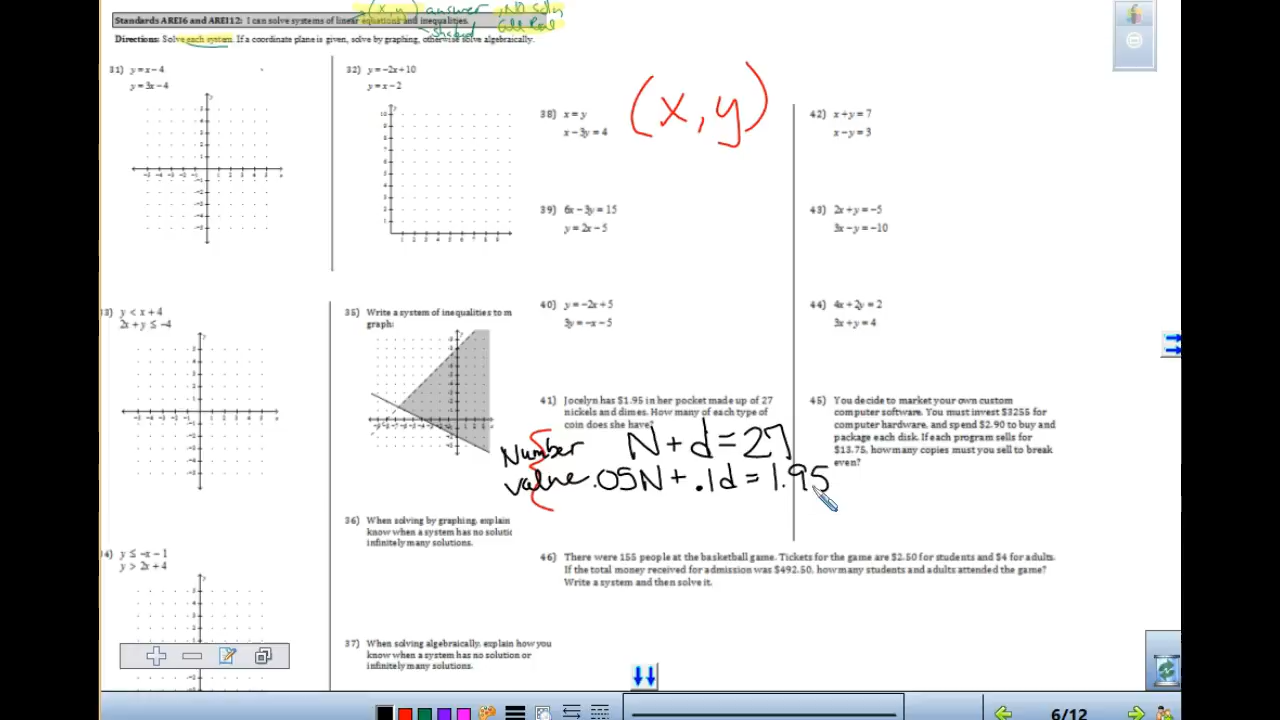 (x, y) answer, No soln
Standards AREI6 and AREI12: I can solve systems of linear equations and inequalities.
shaded
Directions: Solve each system. If a coordinate plane is given, solve by graphing, otherwise solve algebraically.
31) y = x - 4
y = 3x - 4
32) y = -2x + 10
y = x - 2
33) y < x + 4
2x + y ≤ -4
35) Write a system of inequalities to m
graph:
34) y ≤ -x - 1
y > 2x + 4
36) When solving by graphing, explain
know when a system has no solutio
infinitely many solutions.
37) When solving algebraically, explain how you
know when a system has no solution or
infinitely many solutions.
38) x = y
x - 3y = 4
(x, y)
39) 6x - 3y = 15
y = 2x - 5
40) y = -2x + 5
3y = -x - 5
41) Jocelyn has $1.95 in her pocket made up of 27
nickels and dimes. How many of each type of
coin does she have?
Number N + d = 27
value .05N + .1d = 1.95
42) x + y = 7
x - y = 3
43) 2x + y = -5
3x - y = -10
44) 4x + 2y = 2
3x + y = 4
45) You decide to market your own custom
computer software. You must invest $3255 for
computer hardware, and spend $2.90 to buy and
package each disk. If each program sells for
$13.75, how many copies must you sell to break
even?
46) There were 155 people at the basketball game. Tickets for the game are $2.50 for students and $4 for adults.
If the total money received for admission was $492.50, how many students and adults attended the game?
Write a system and then solve it.
6/12